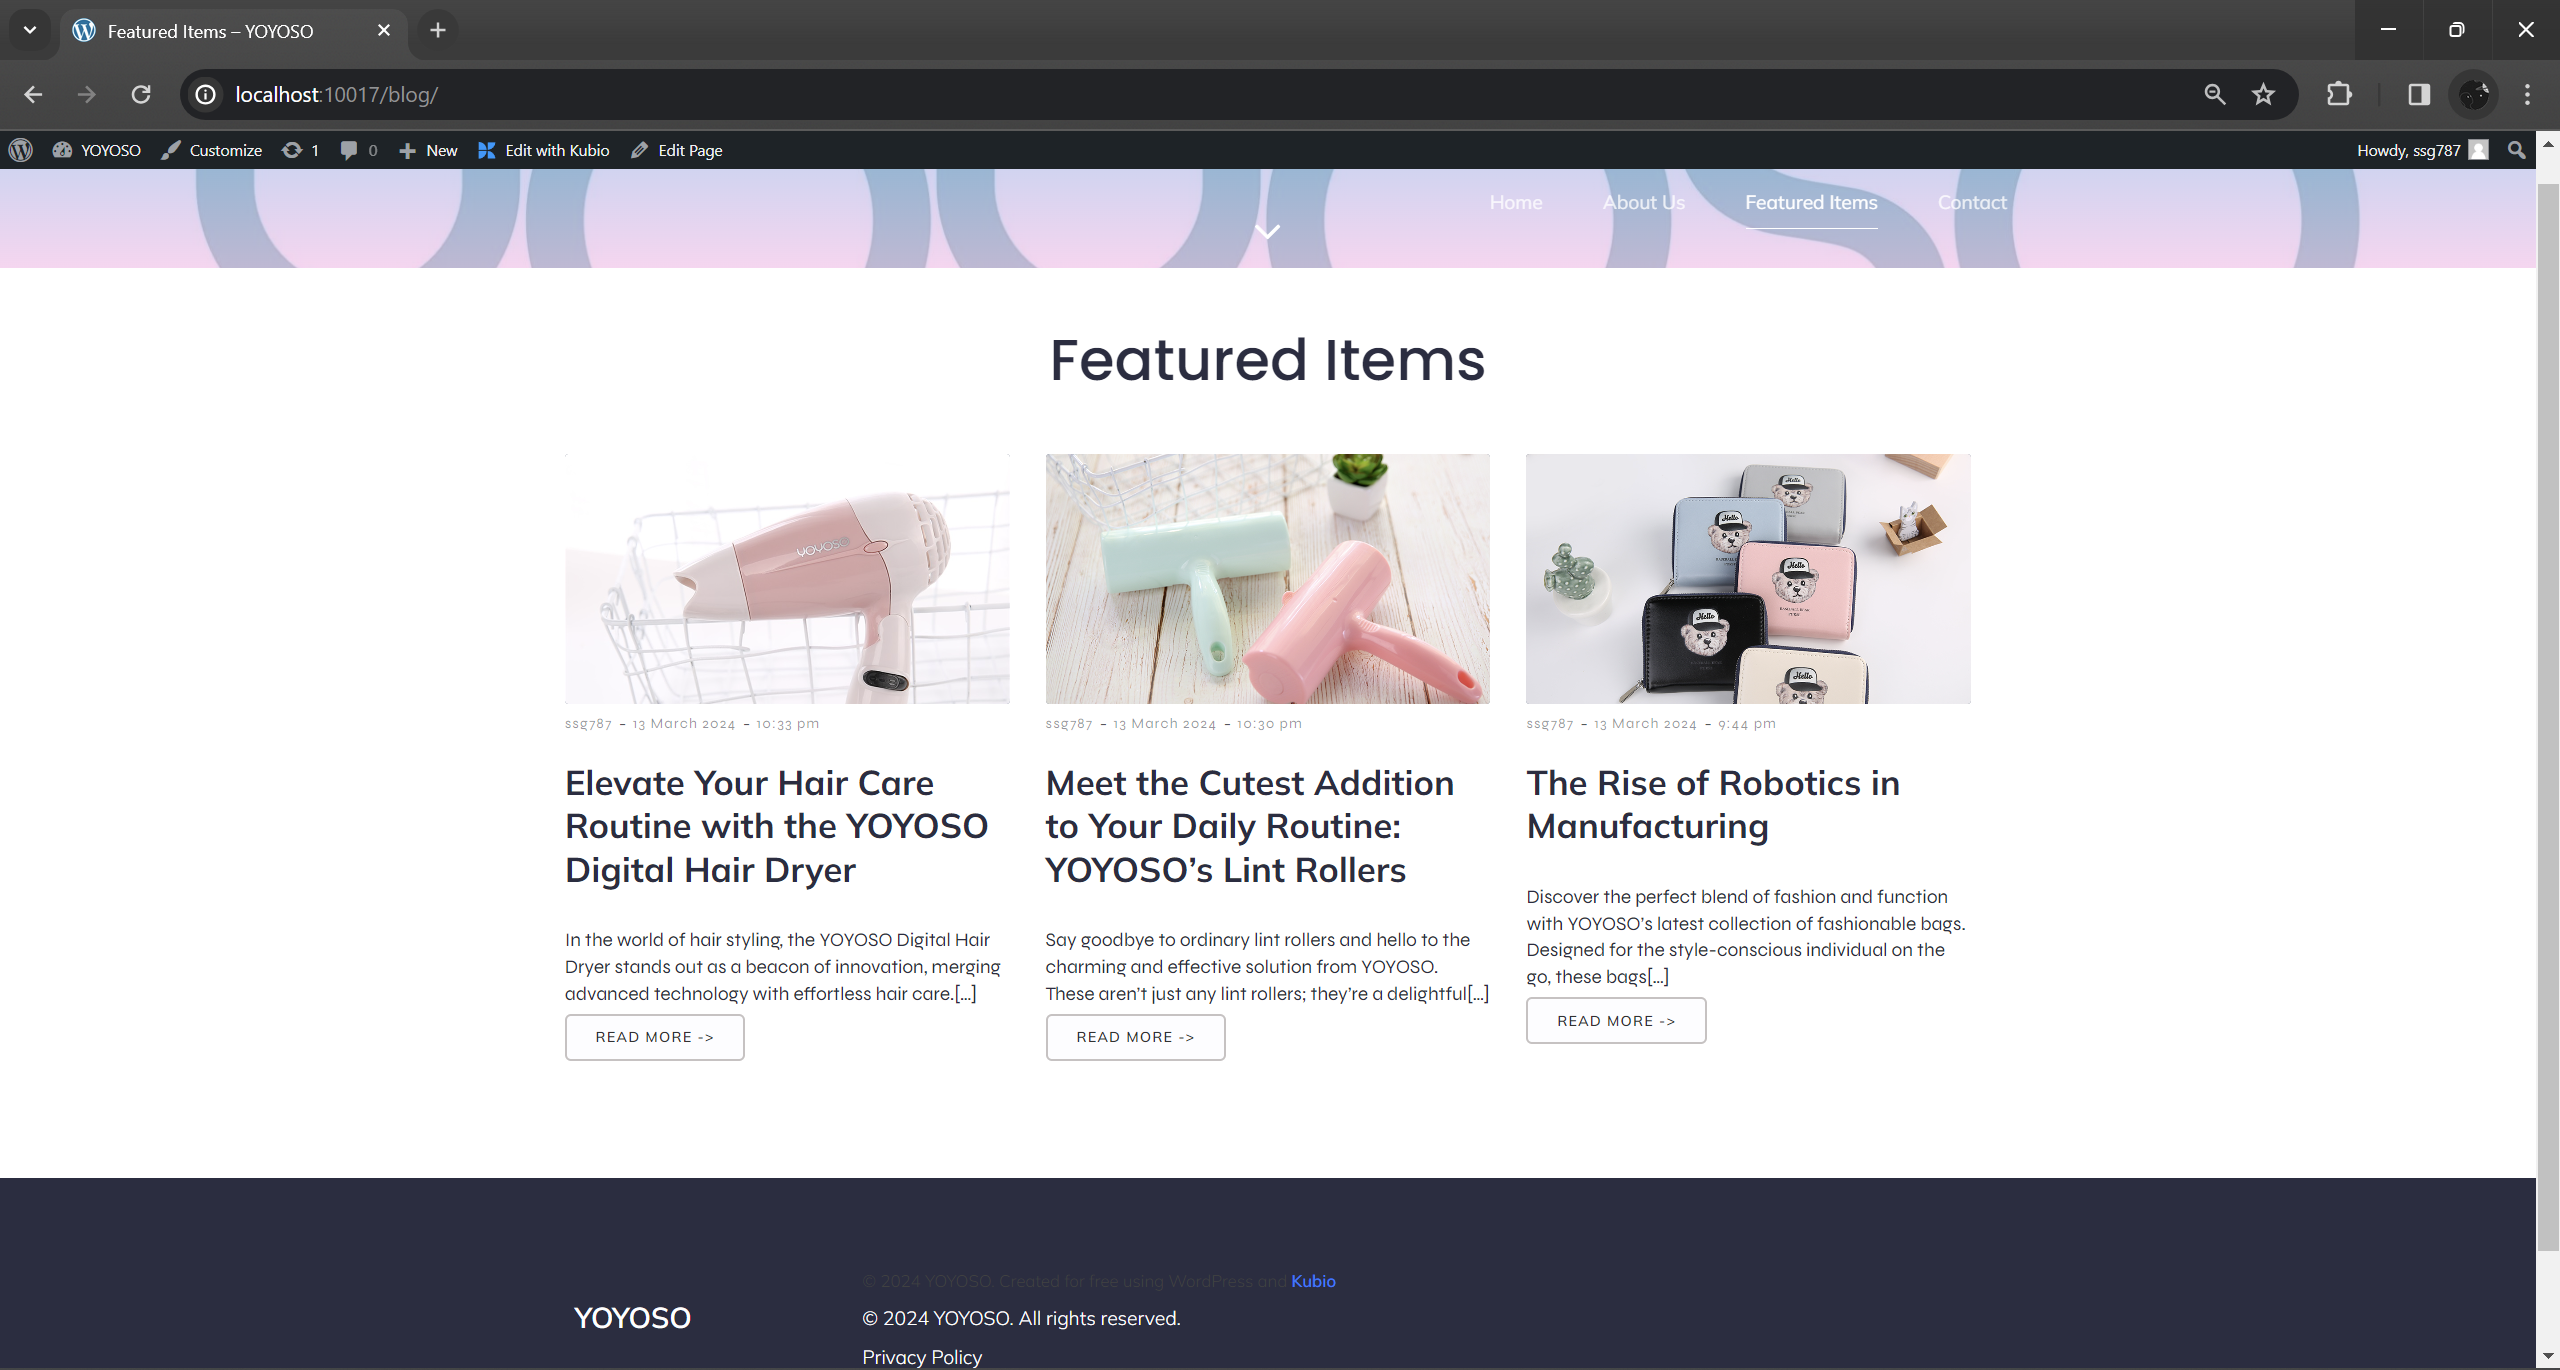 Featured Items – YOYOSO
localhost:10017/blog/
YOYOSO Customize 1 0 New Edit with Kubio Edit Page Howdy, ssg787
Home About Us Featured Items Contact
Featured Items
YOYOSO
Hello
Hello
Hello
Hello
ssg787 - 13 March 2024 - 10:33 pm
Elevate Your Hair Care
Routine with the YOYOSO
Digital Hair Dryer
In the world of hair styling, the YOYOSO Digital Hair
Dryer stands out as a beacon of innovation, merging
advanced technology with effortless hair care.[…]
READ MORE ->
ssg787 - 13 March 2024 - 10:30 pm
Meet the Cutest Addition
to Your Daily Routine:
YOYOSO’s Lint Rollers
Say goodbye to ordinary lint rollers and hello to the
charming and effective solution from YOYOSO.
These aren’t just any lint rollers; they’re a delightful[…]
READ MORE ->
ssg787 - 13 March 2024 - 9:44 pm
The Rise of Robotics in
Manufacturing
Discover the perfect blend of fashion and function
with YOYOSO’s latest collection of fashionable bags.
Designed for the style-conscious individual on the
go, these bags[…]
READ MORE ->
YOYOSO
© 2024 YOYOSO. Created for free using WordPress and Kubio
© 2024 YOYOSO. All rights reserved.
Privacy Policy